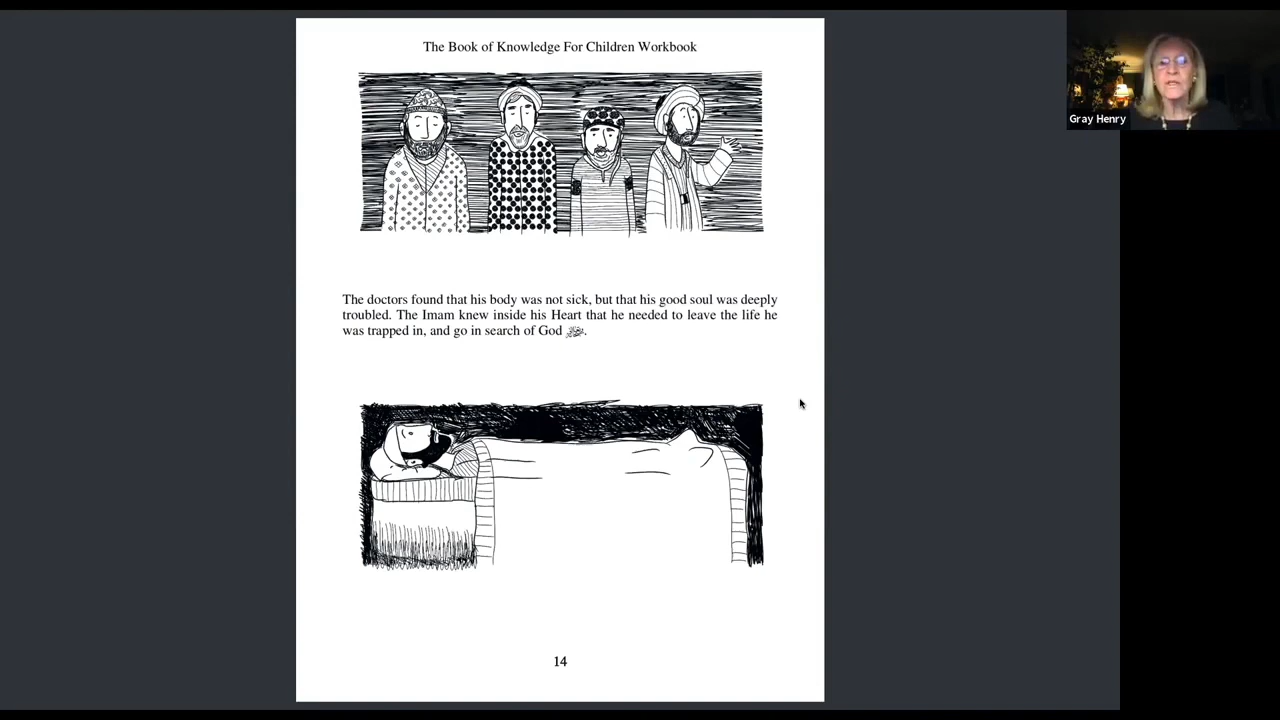 The Book of Knowledge For Children Workbook
Gray Henry
The doctors found that his body was not sick, but that his good soul was deeply
troubled. The Imam knew inside his Heart that he needed to leave the life he
was trapped in, and go in search of God .
14